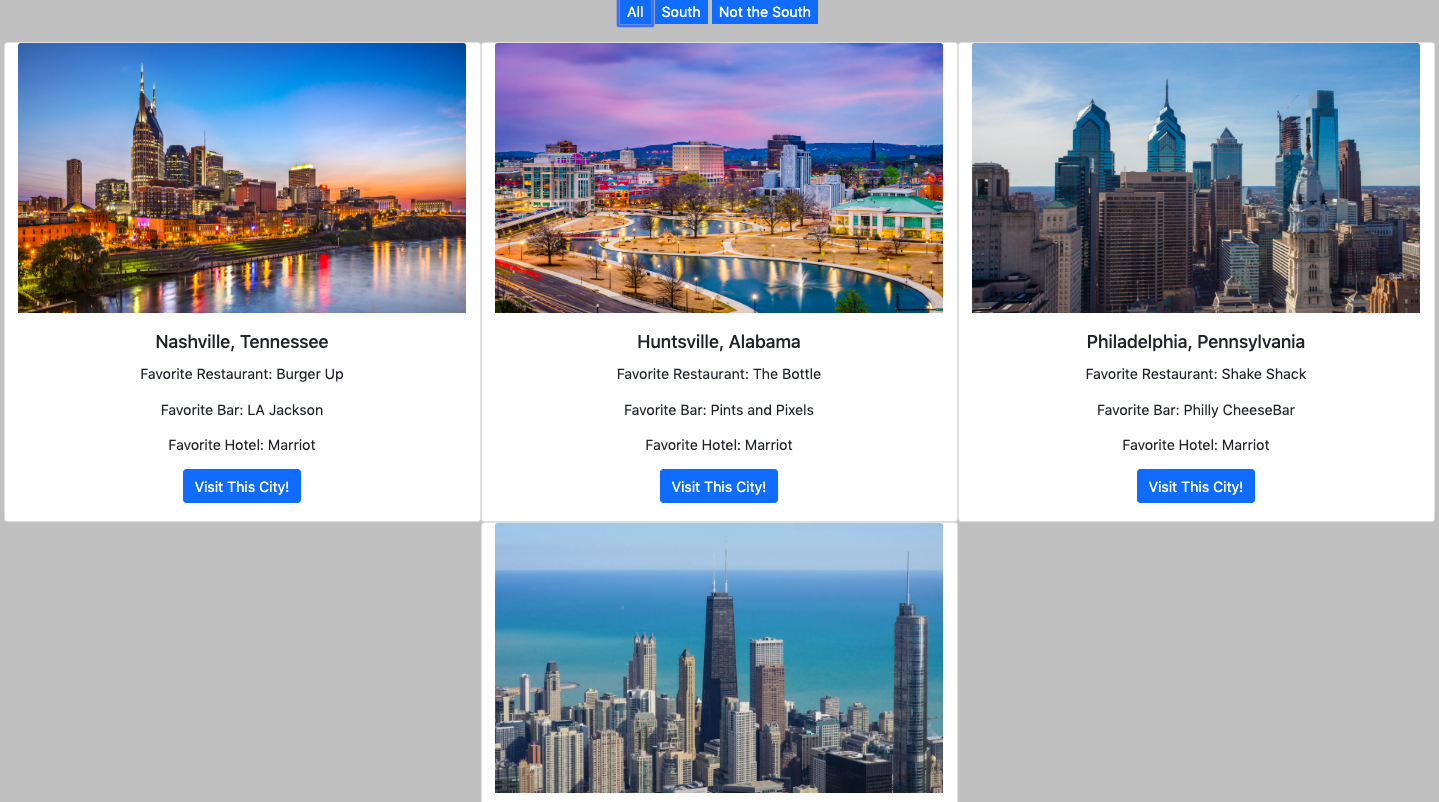 All South Not the South
Nashville, Tennessee
Favorite Restaurant: Burger Up
Favorite Bar: LA Jackson
Favorite Hotel: Marriot
Visit This City!
Huntsville, Alabama
Favorite Restaurant: The Bottle
Favorite Bar: Pints and Pixels
Favorite Hotel: Marriot
Visit This City!
Philadelphia, Pennsylvania
Favorite Restaurant: Shake Shack
Favorite Bar: Philly CheeseBar
Favorite Hotel: Marriot
Visit This City!